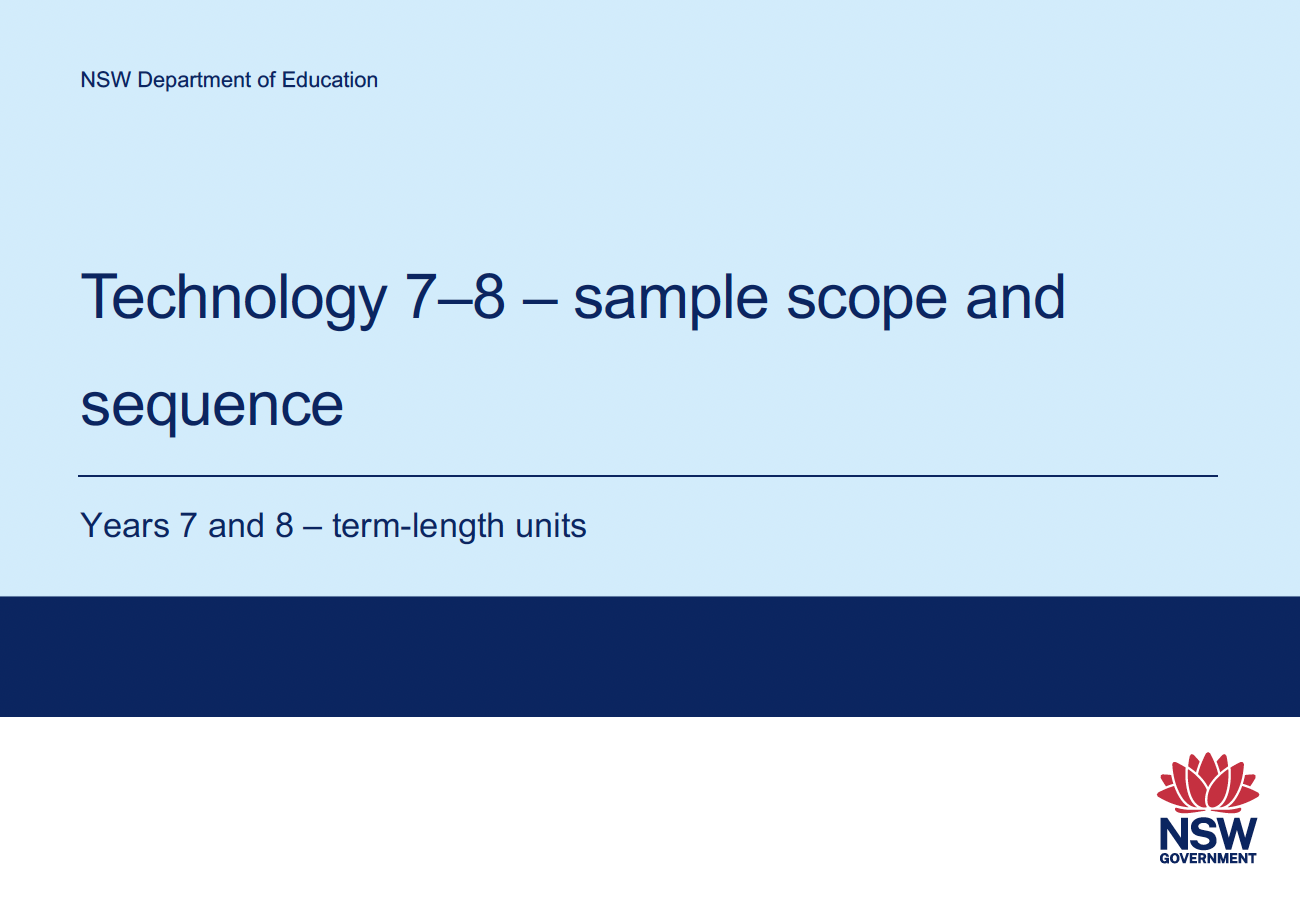 NSW Department of Education
Technology 7–8 – sample scope and
sequence
Years 7 and 8 – term-length units
NSW
GOVERNMENT